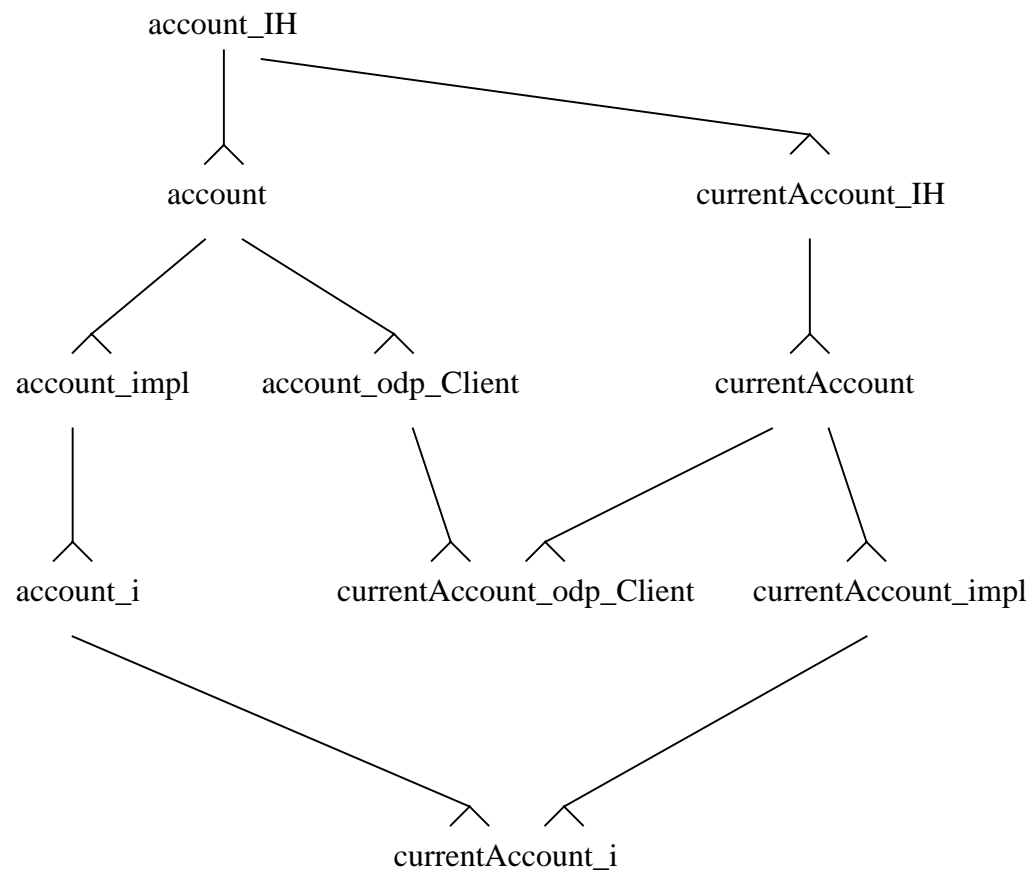 account_IH
account
currentAccount_IH
account_impl
account_odp_Client
currentAccount
account_i
currentAccount_odp_Client
currentAccount_impl
currentAccount_i